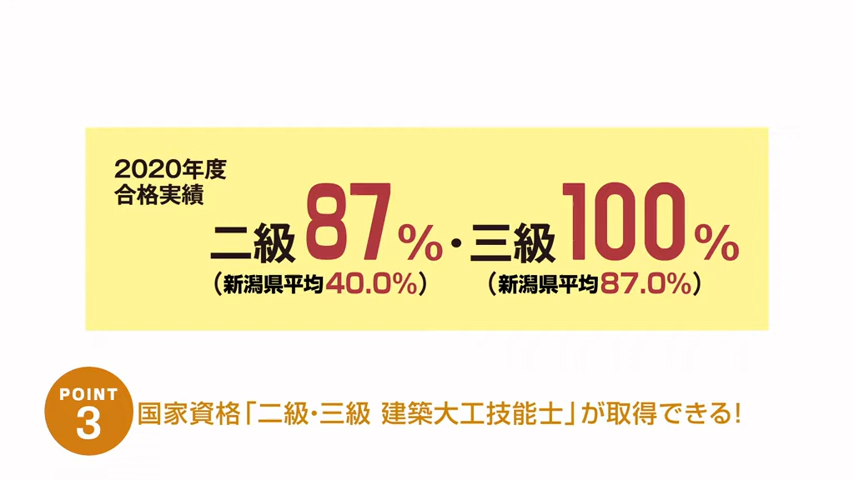 2020年度
合格実績
二級87%・三級100%
(新潟県平均40.0%) (新潟県平均87.0%)
POINT
3
国家資格「二級・三級 建築大工技能士」が取得できる!